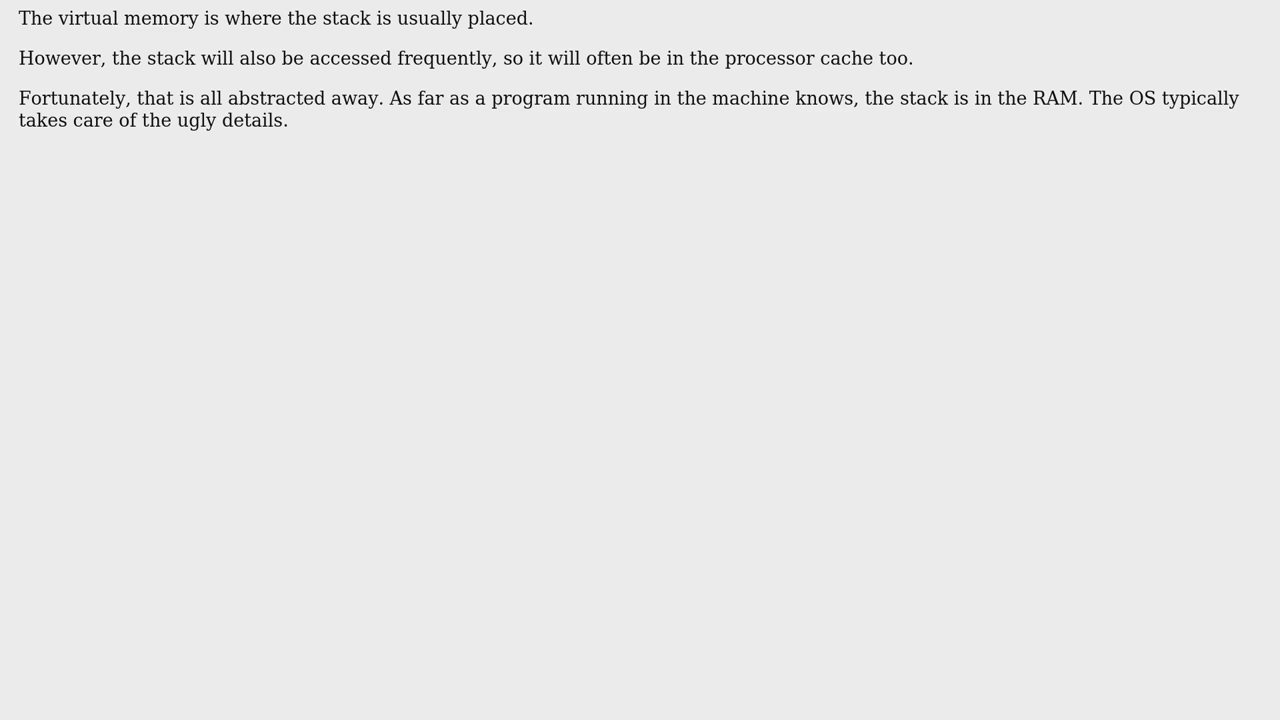 The virtual memory is where the stack is usually placed.
However, the stack will also be accessed frequently, so it will often be in the processor cache too.
Fortunately, that is all abstracted away. As far as a program running in the machine knows, the stack is in the RAM. The OS typically
takes care of the ugly details.